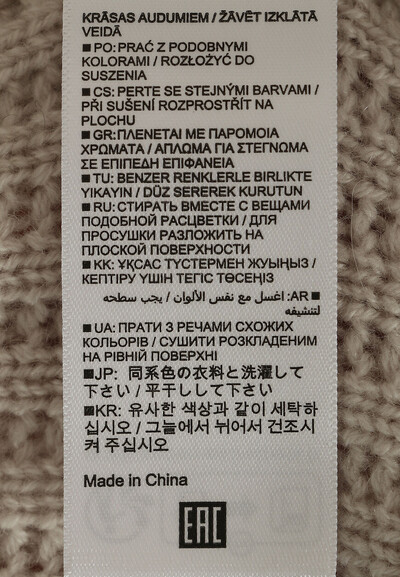 KRĀSAS AUDUMIEM / ŽĀVĒT IZKLĀTĀ
VEIDĀ
■ PO: PRAĆ Z PODOBNYMI
KOLORAMI / ROZŁOŻYĆ DO
SUSZENIA
■ CS: PERTE SE STEJNÝMI BARVAMI /
PŘI SUŠENÍ ROZPROSTŘÍT NA
PLOCHU
■ GR: ΠΛΕΝΕΤΑΙ ΜΕ ΠΑΡΟΜΟΙΑ
ΧΡΩΜΑΤΑ / ΑΠΛΩΜΑ ΓΙΑ ΣΤΕΓΝΩΜΑ
ΣΕ ΕΠΙΠΕΔΗ ΕΠΙΦΑΝΕΙΑ
■ TU: BENZER RENKLERLE BIRLIKTE
YIKAYIN / DÜZ SEREREK KURUTUN
■ RU: СТИРАТЬ ВМЕСТЕ С ВЕЩАМИ
ПОДОБНОЙ РАСЦВЕТКИ / ДЛЯ
ПРОСУШКИ РАЗЛОЖИТЬ НА
ПЛОСКОЙ ПОВЕРХНОСТИ
■ KK: ҰҚСАС ТҮСТЕРМЕН ЖУЫҢЫЗ /
КЕПТІРУ ҮШІН ТЕГІС ТӨСЕҢІЗ
■ AR: اغسل مع نفس الألوان / يجب سطحه
لتنشيفه
■ UA: ПРАТИ З РЕЧАМИ СХОЖИХ
КОЛЬОРІВ / СУШИТИ РОЗКЛАДЕНИМ
НА РІВНІЙ ПОВЕРХНІ
■JP: 同系色の衣料と洗濯して
下さい / 平干しして下さい
■KR: 유사한 색상과 같이 세탁하
십시오 / 그늘에서 뉘어서 건조시
켜 주십시오
Made in China
EAC